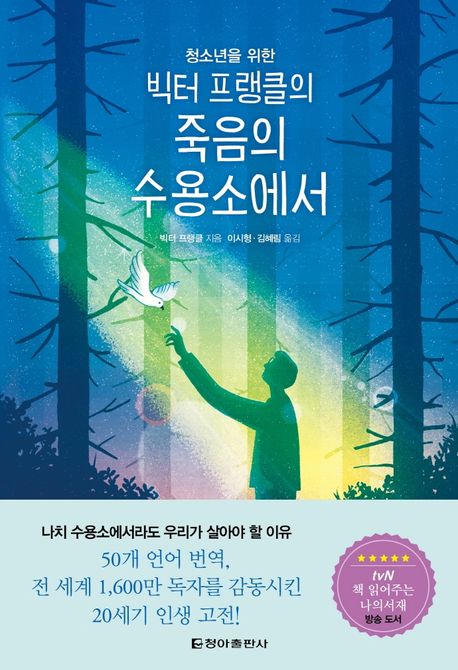 청소년을 위한
빅터 프랭클의
죽음의
수용소에서
빅터 프랭클 지음 이시형·김혜림 옮김
나치 수용소에서라도 우리가 살아야 할 이유
50개 언어 번역,
전 세계 1,600만 독자를 감동시킨
20세기 인생 고전!
tvN
책 읽어주는
나의서재
방송 도서
청아출판사